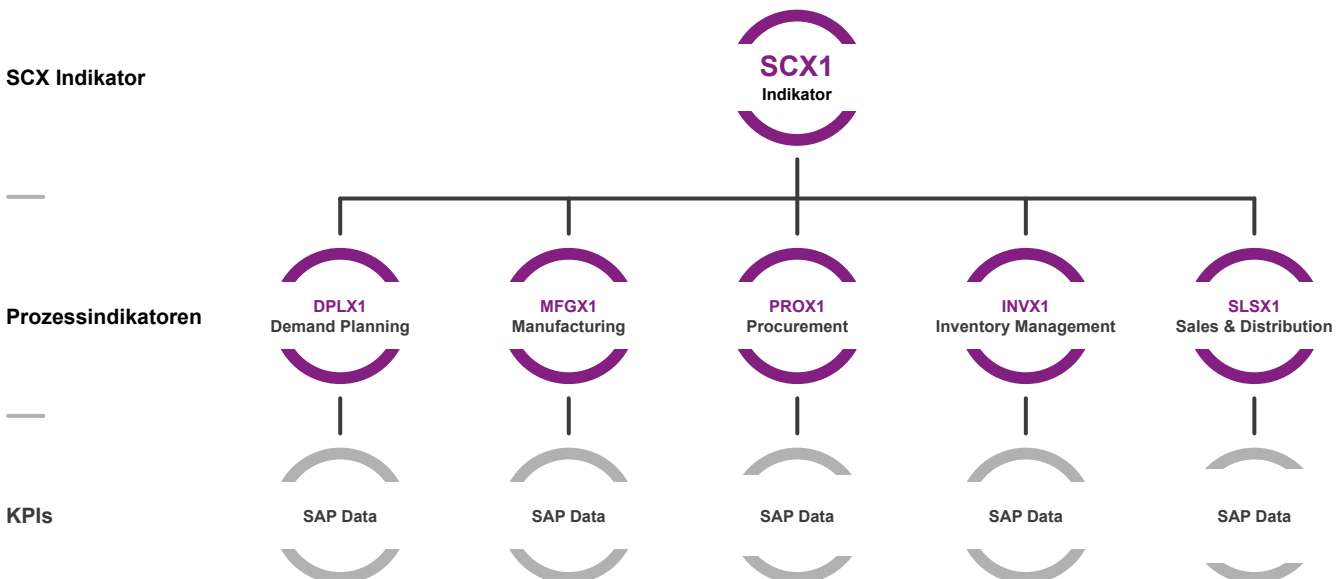 SCX Indikator
SCX1
Indikator
Prozessindikatoren
DPLX1
Demand Planning
MFGX1
Manufacturing
PROX1
Procurement
INVX1
Inventory Management
SLSX1
Sales & Distribution
KPIs
SAP Data
SAP Data
SAP Data
SAP Data
SAP Data